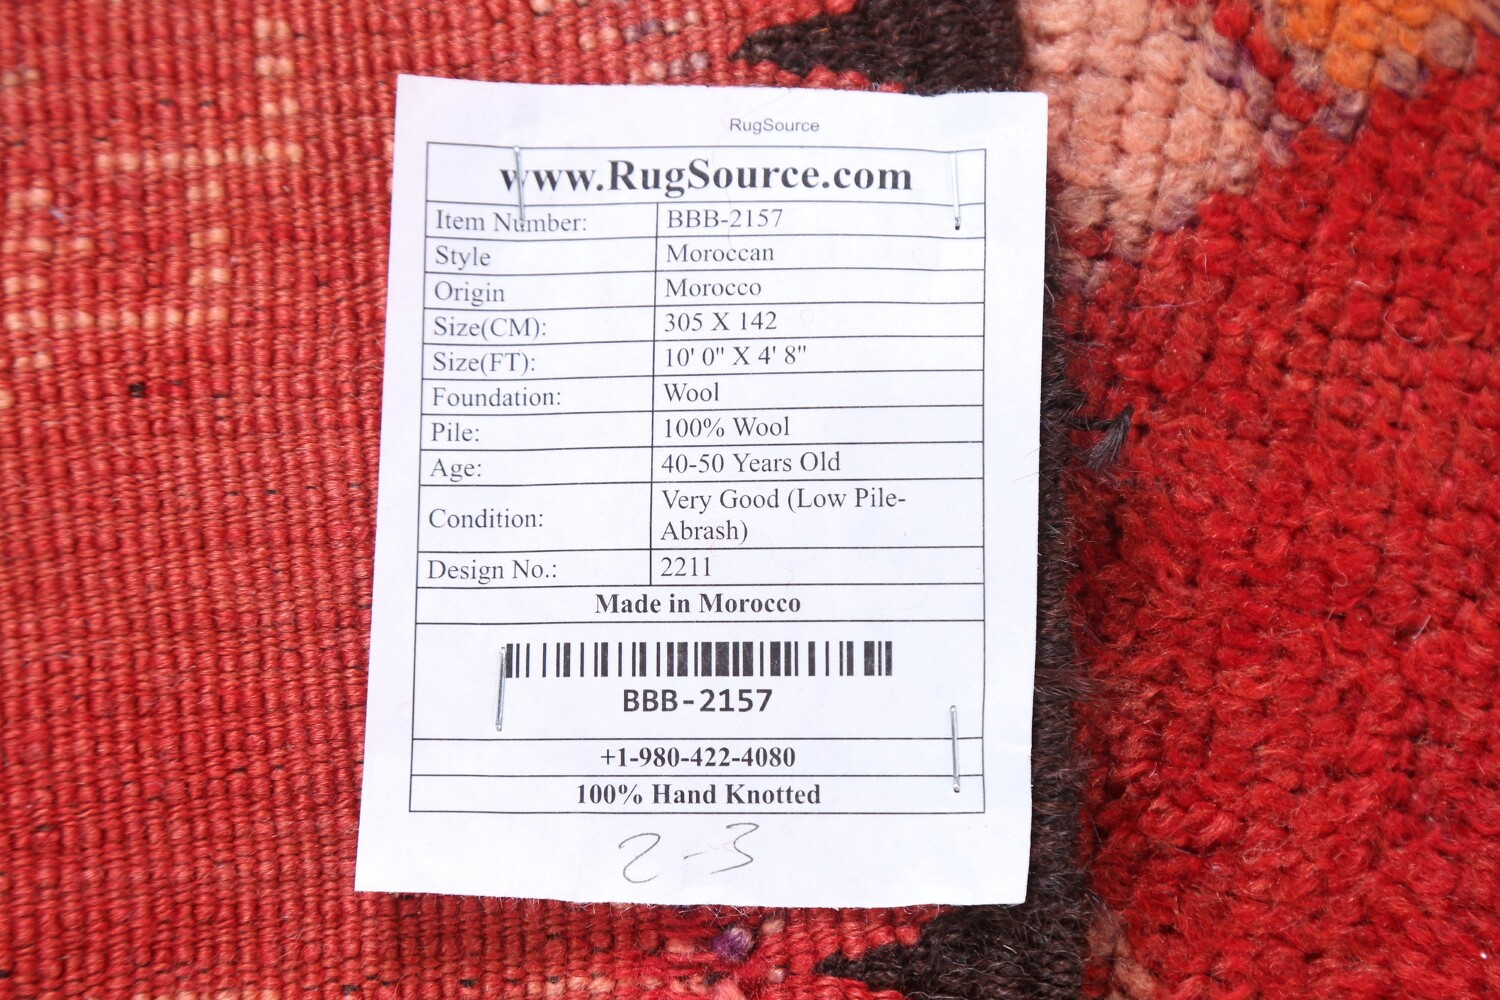 RugSource
www.RugSource.com
Item Number: BBB-2157
Style Moroccan
Origin Morocco
Size(CM): 305 X 142
Size(FT): 10' 0" X 4' 8"
Foundation: Wool
Pile: 100% Wool
Age: 40-50 Years Old
Condition: Very Good (Low Pile-
Abrash)
Design No.: 2211
Made in Morocco
BBB-2157
+1-980-422-4080
100% Hand Knotted
2-3